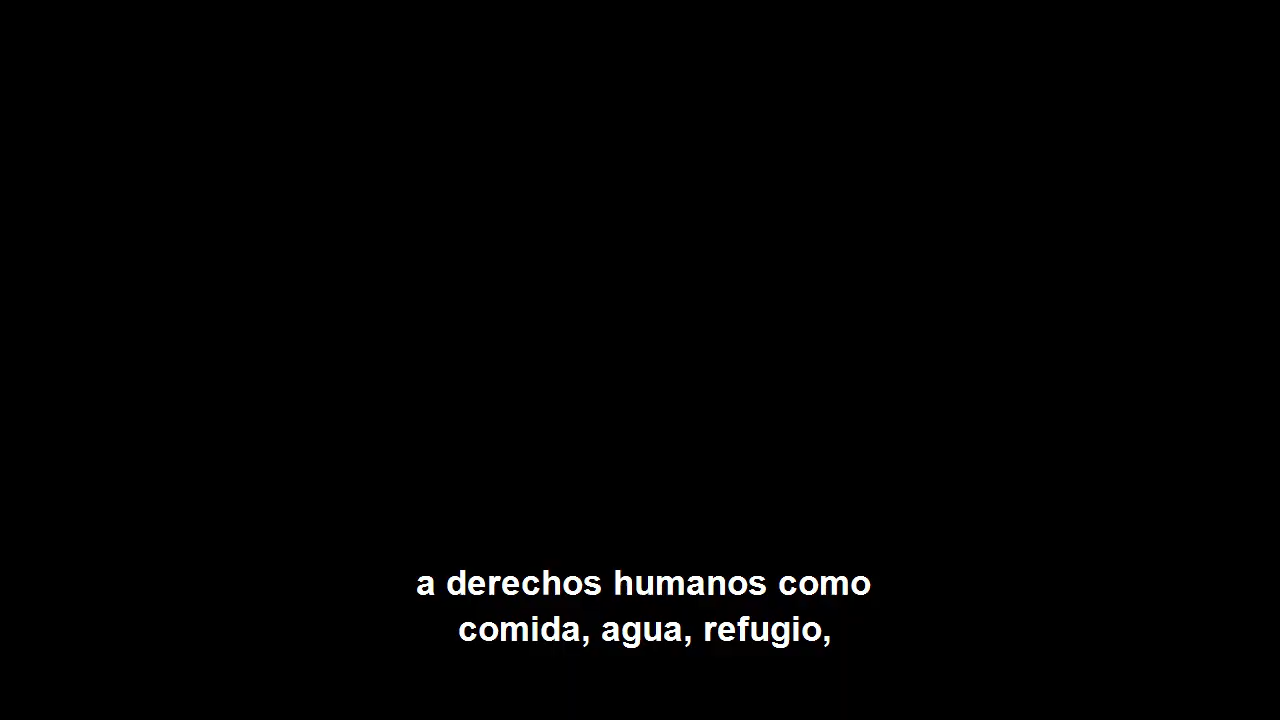 a derechos humanos como
comida, agua, refugio,